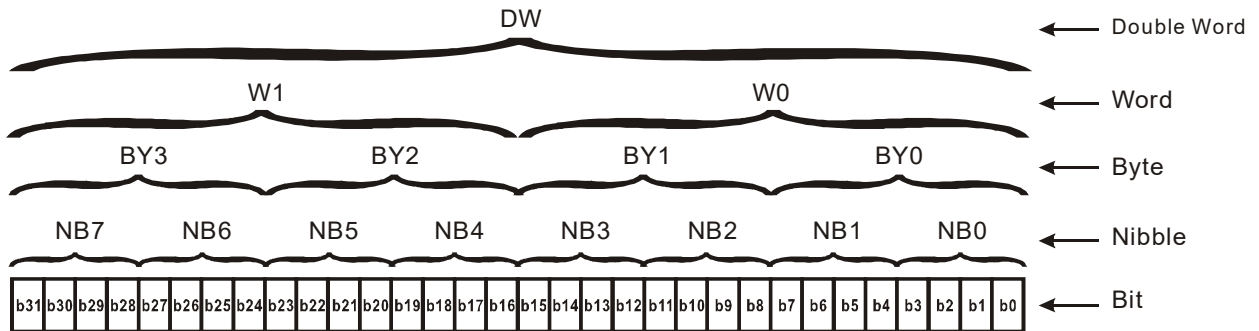 DW Double Word
W1 W0 Word
BY3 BY2 BY1 BY0 Byte
NB7 NB6 NB5 NB4 NB3 NB2 NB1 NB0 Nibble
b31 b30 b29 b28 b27 b26 b25 b24 b23 b22 b21 b20 b19 b18 b17 b16 b15 b14 b13 b12 b11 b10 b9 b8 b7 b6 b5 b4 b3 b2 b1 b0 Bit